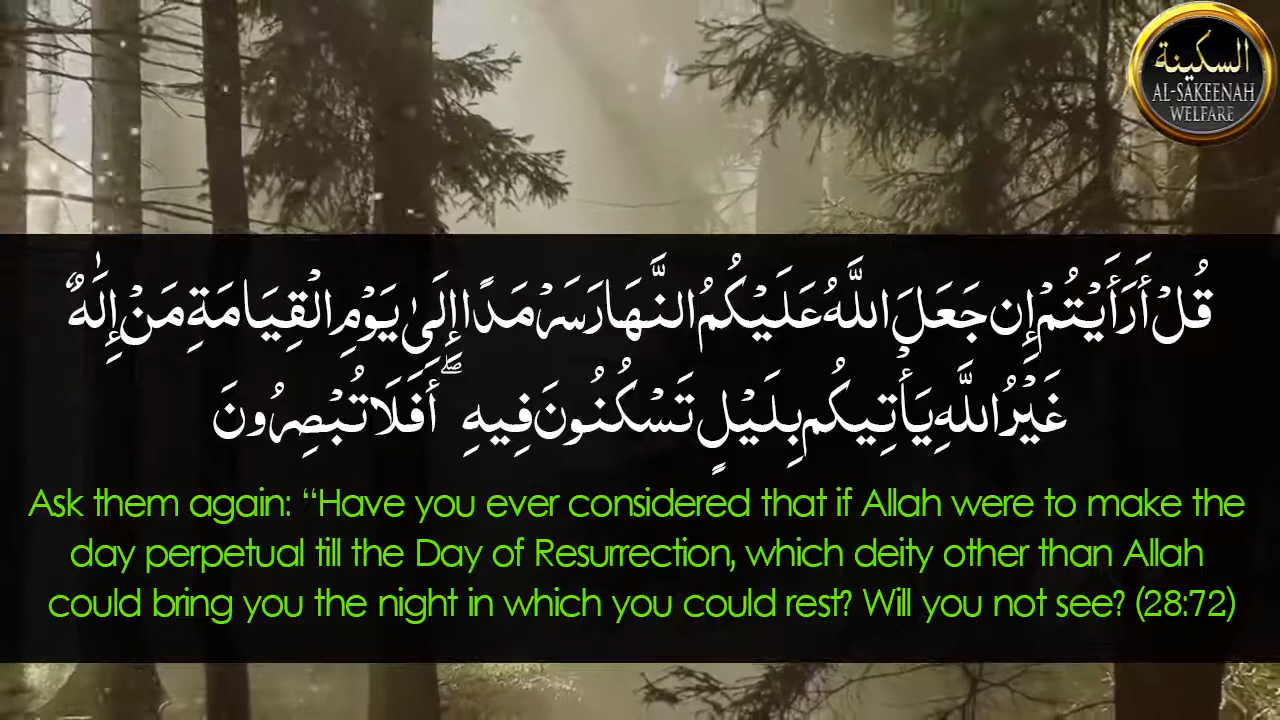 السكينة
AL-SAKEENAH
WELFARE
قُلْ أَرَأَيْتُمْ إِن جَعَلَ اللَّهُ عَلَيْكُمُ النَّهَارَ سَرْمَدًا إِلَىٰ يَوْمِ الْقِيَامَةِ مَنْ إِلَٰهٌ
غَيْرُ اللَّهِ يَأْتِيكُم بِلَيْلٍ تَسْكُنُونَ فِيهِ ۖ أَفَلَا تُبْصِرُونَ
Ask them again: “Have you ever considered that if Allah were to make the
day perpetual till the Day of Resurrection, which deity other than Allah
could bring you the night in which you could rest? Will you not see? (28:72)